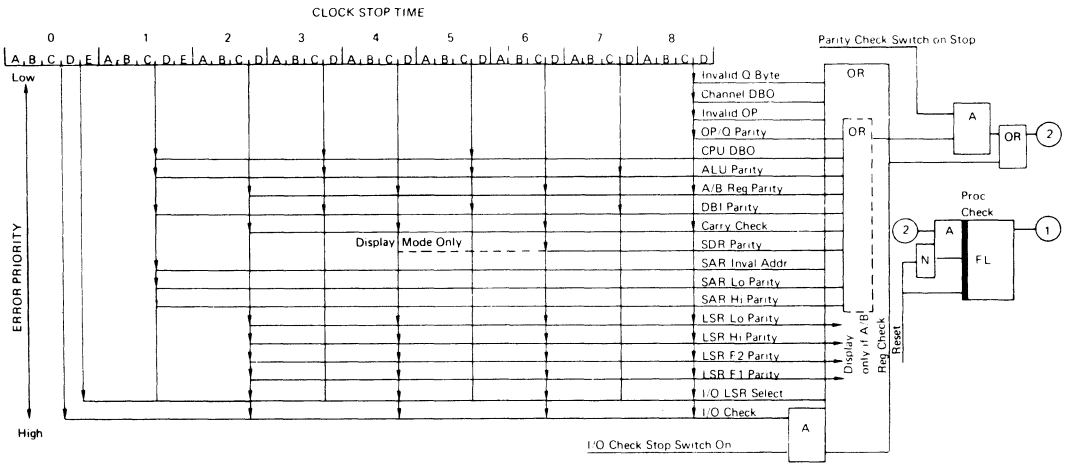 CLOCK STOP TIME
0 1 2 3 4 5 6 7 8
A B C D E A B C D E A B C D A B C D A B C D A B C D A B C D A B C D A B C D
Low
ERROR PRIORITY
High
Invalid Q Byte
Channel DBO
Invalid OP
OP/Q Parity
CPU DBO
ALU Parity
A/B Reg Parity
DBI Parity
Carry Check
Display Mode Only
SDR Parity
SAR Inval Addr
SAR Lo Parity
SAR Hi Parity
LSR Lo Parity
LSR Hi Parity
LSR F2 Parity
LSR F1 Parity
I/O LSR Select
I/O Check
I/O Check Stop Switch On
A
OR
OR
Display only if A/B Reg Check
Parity Check Switch on Stop
A
OR
2
Proc Check
2
A
N
FL
1
Reset